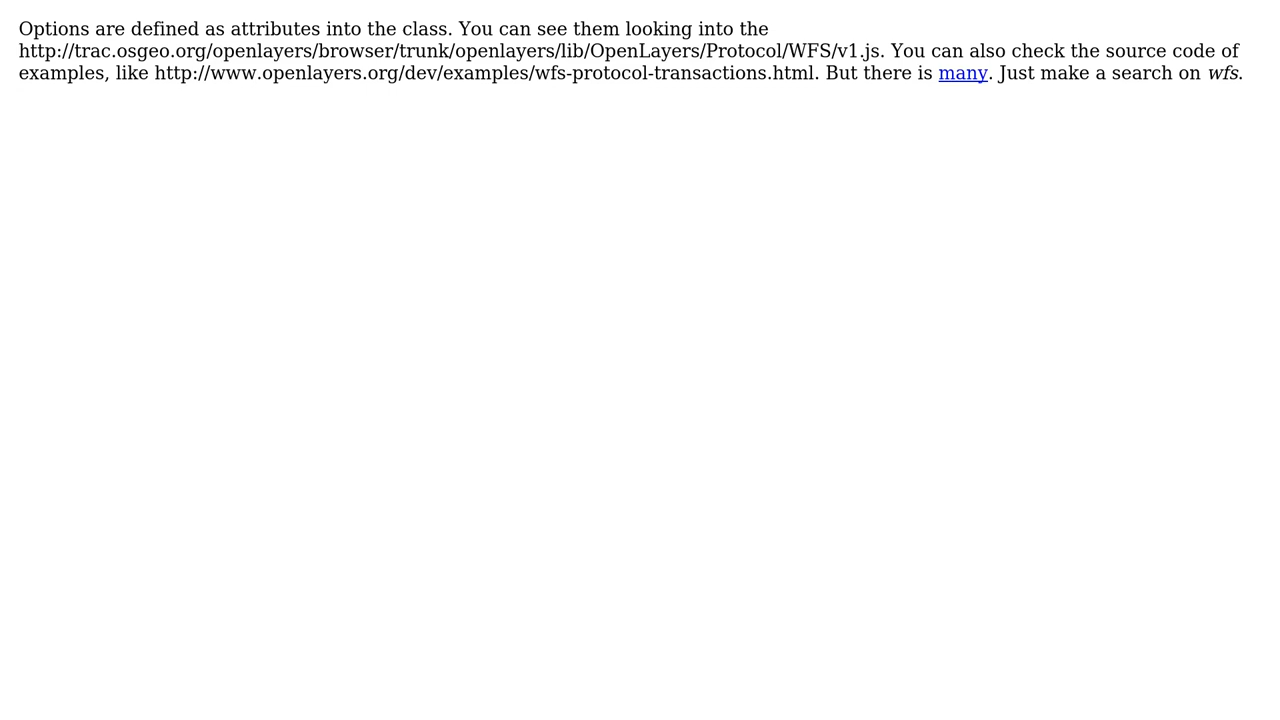 Options are defined as attributes into the class. You can see them looking into the
http://trac.osgeo.org/openlayers/browser/trunk/openlayers/lib/OpenLayers/Protocol/WFS/v1.js. You can also check the source code of
examples, like http://www.openlayers.org/dev/examples/wfs-protocol-transactions.html. But there is many. Just make a search on wfs.